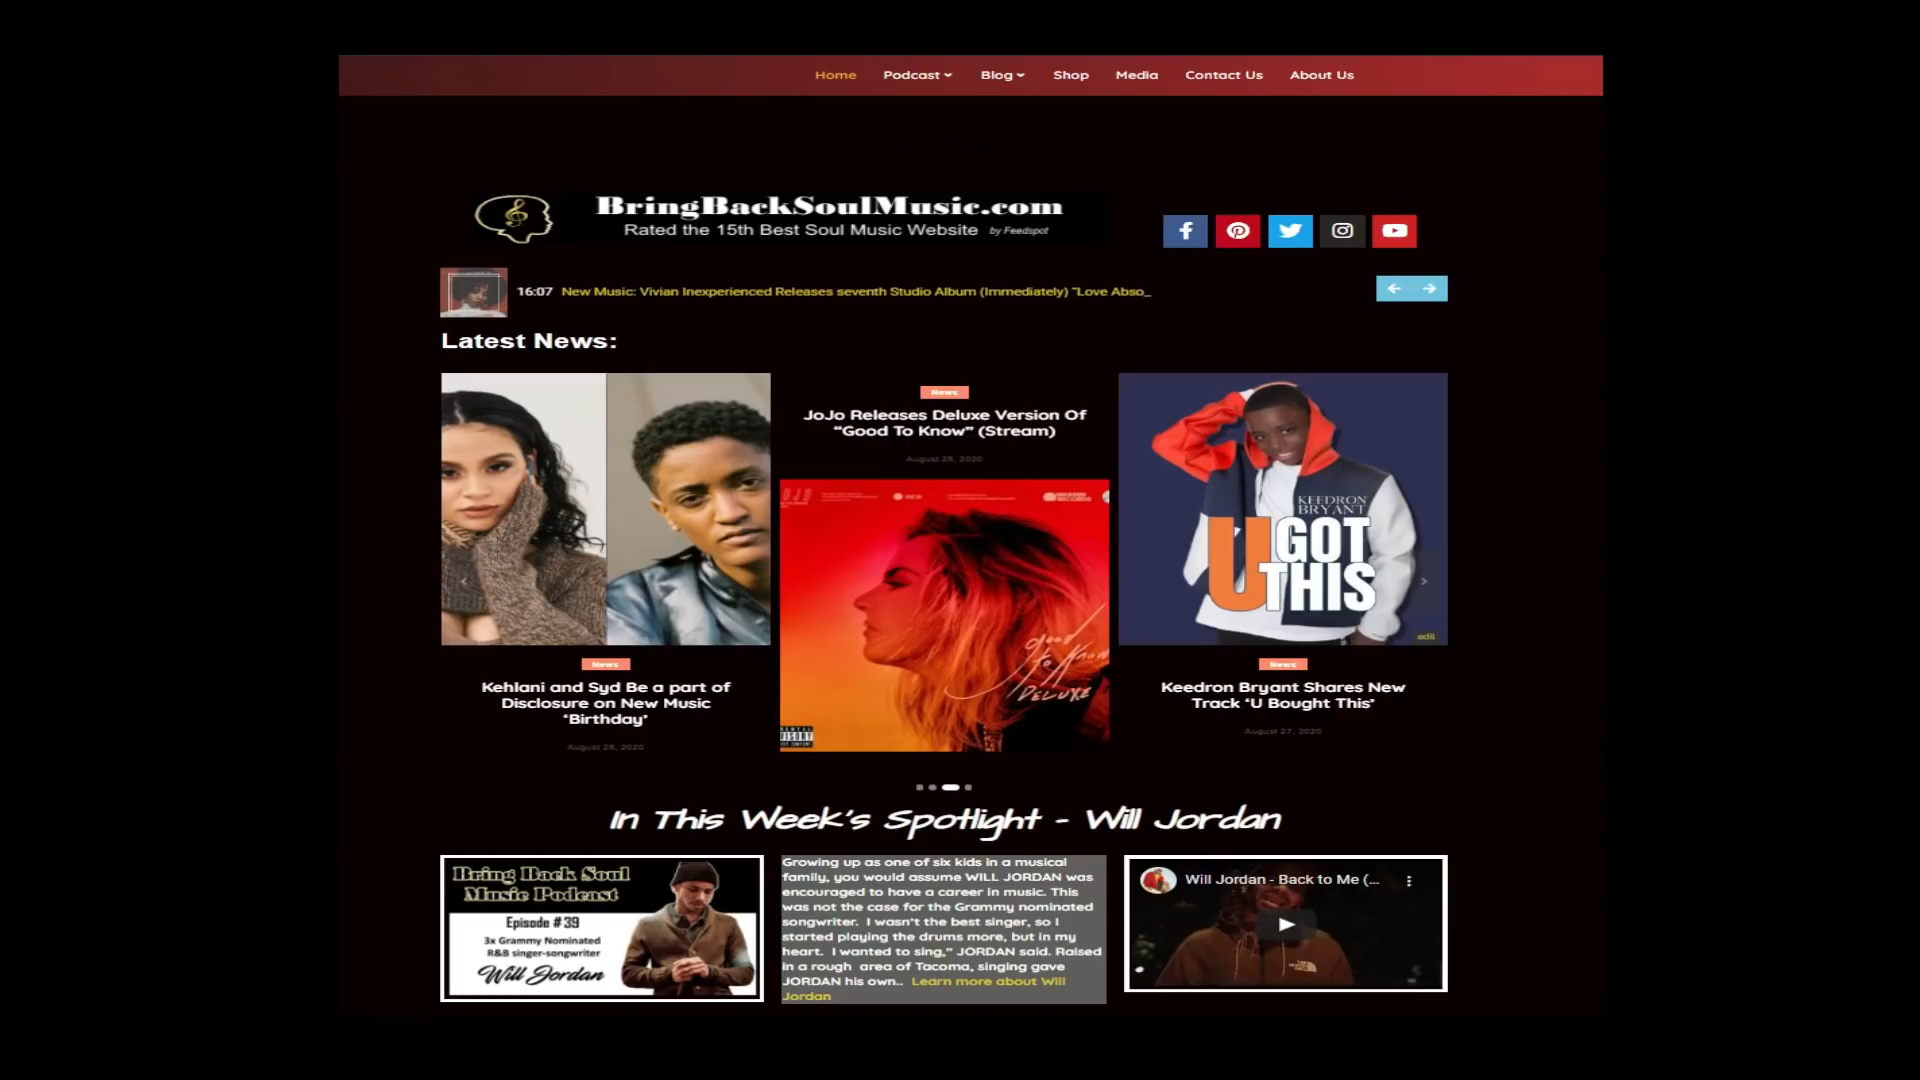 Home Podcast Blog Shop Media Contact Us About Us
BringBackSoulMusic.com
Rated the 15th Best Soul Music Website by Feedspot
16:07 New Music: Vivian Inexperienced Releases seventh Studio Album (Immediately) "Love Abso_
Latest News:
News
JoJo Releases Deluxe Version Of
"Good To Know" (Stream)
August 28, 2020
KEEDRON
BRYANT
U GOT
THIS
good
to Know
DELUXE
edit
News
Kehlani and Syd Be a part of
Disclosure on New Music
'Birthday'
August 28, 2020
News
Keedron Bryant Shares New
Track 'U Bought This'
August 27, 2020
In This Week's Spotlight - Will Jordan
Bring Back Soul
Music Podcast
Episode #39
3x Grammy Nominated
R&B singer-songwriter
Will Jordan
Growing up as one of six kids in a musical
family, you would assume WILL JORDAN was
encouraged to have a career in music. This
was not the case for the Grammy nominated
songwriter. I wasn't the best singer, so I
started playing the drums more, but in my
heart. I wanted to sing," JORDAN said. Raised
in a rough area of Tacoma, singing gave
JORDAN his own.. Learn more about Will
Jordan
Will Jordan - Back to Me (...